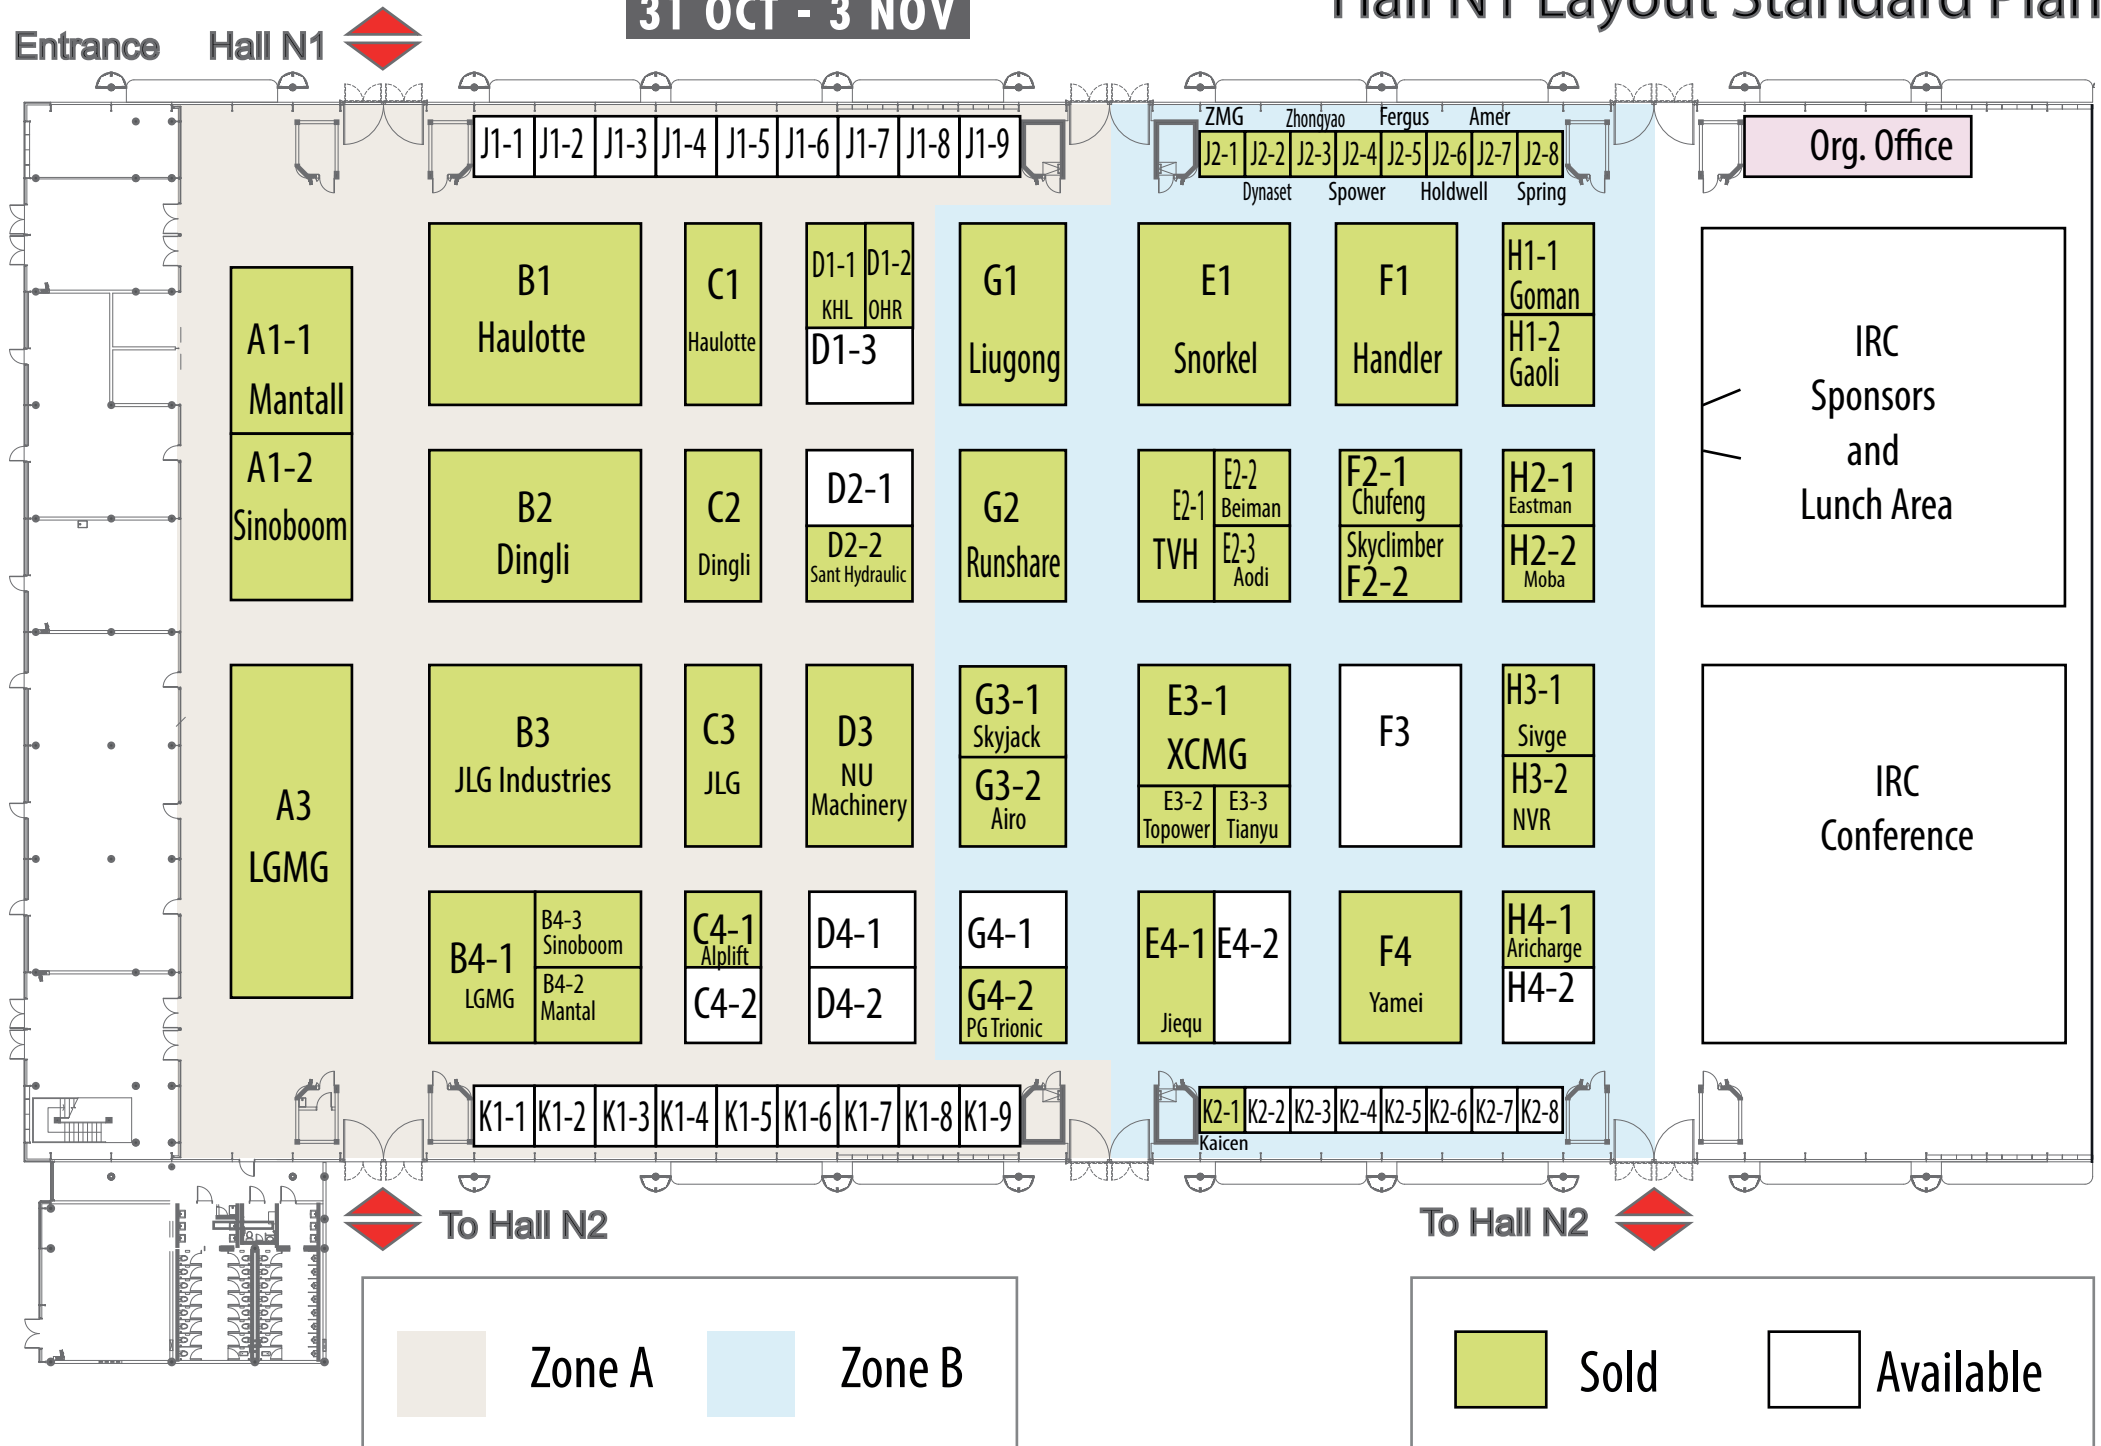 31 OCT - 3 NOV
Hall N1 Layout Standard Plan
Entrance
Hall N1
J1-1 J1-2 J1-3 J1-4 J1-5 J1-6 J1-7 J1-8 J1-9
ZMG Zhongyao Fergus Amer
J2-1 J2-2 J2-3 J2-4 J2-5 J2-6 J2-7 J2-8
Dynaset Spower Holdwell Spring
Org. Office
A1-1
Mantall
A1-2
Sinoboom
A3
LGMG
B1
Haulotte
C1
Haulotte
D1-1
KHL
D1-2
OHR
D1-3
G1
Liugong
E1
Snorkel
F1
Handler
H1-1
Goman
H1-2
Gaoli
IRC
Sponsors
and
Lunch Area
B2
Dingli
C2
Dingli
D2-1
D2-2
Sant Hydraulic
G2
Runshare
E2-1
TVH
E2-2
Beiman
E2-3
Aodi
F2-1
Chufeng
Skyclimber
F2-2
H2-1
Eastman
H2-2
Moba
B3
JLG Industries
C3
JLG
D3
NU
Machinery
G3-1
Skyjack
G3-2
Airo
E3-1
XCMG
E3-2
Topower
E3-3
Tianyu
F3
H3-1
Sivge
H3-2
NVR
IRC
Conference
B4-1
LGMG
B4-3
Sinoboom
B4-2
Mantal
C4-1
Alplift
C4-2
D4-1
D4-2
G4-1
G4-2
PG Trionic
E4-1
Jiequ
E4-2
F4
Yamei
H4-1
Aricharge
H4-2
K1-1 K1-2 K1-3 K1-4 K1-5 K1-6 K1-7 K1-8 K1-9
K2-1 K2-2 K2-3 K2-4 K2-5 K2-6 K2-7 K2-8
Kaicen
To Hall N2
To Hall N2
Zone A
Zone B
Sold
Available